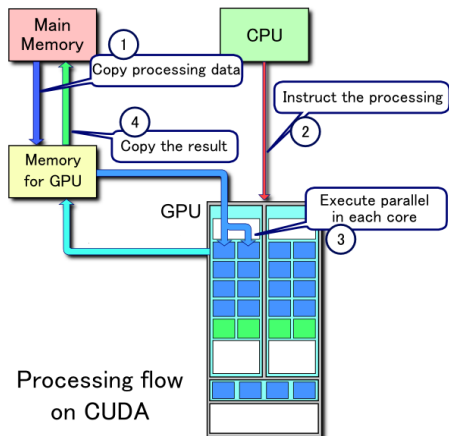 Main
Memory
CPU
1
Copy processing data
Instruct the processing
2
4
Copy the result
Memory
for GPU
GPU
Execute parallel
in each core
3
Processing flow
on CUDA